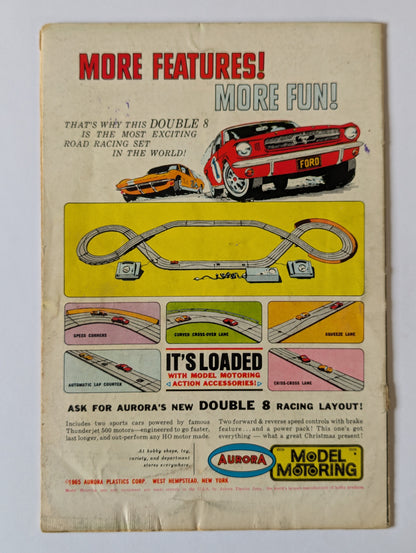 MORE FEATURES!
MORE FUN!
THAT'S WHY THIS DOUBLE 8
IS THE MOST EXCITING
ROAD RACING SET
IN THE WORLD!
FORD
SPEED CORNERS
CURVED CROSS-OVER LANE
SQUEEZE LANE
AUTOMATIC LAP COUNTER
IT'S LOADED
WITH MODEL MOTORING
ACTION ACCESSORIES!
CRISS-CROSS LANE
ASK FOR AURORA'S NEW DOUBLE 8 RACING LAYOUT!
Includes two sports cars powered by famous
Thunderjet 500 motors—engineered to go faster,
last longer, and out-perform any HO motor made.
Two forward & reverse speed controls with brake
feature... and a power pack! This one's got
everything — what a great Christmas present!
At hobby shops, toy,
variety, and department
stores everywhere.
AURORA
MODEL
MOTORING
©1965 AURORA PLASTICS CORP. WEST HEMPSTEAD, NEW YORK